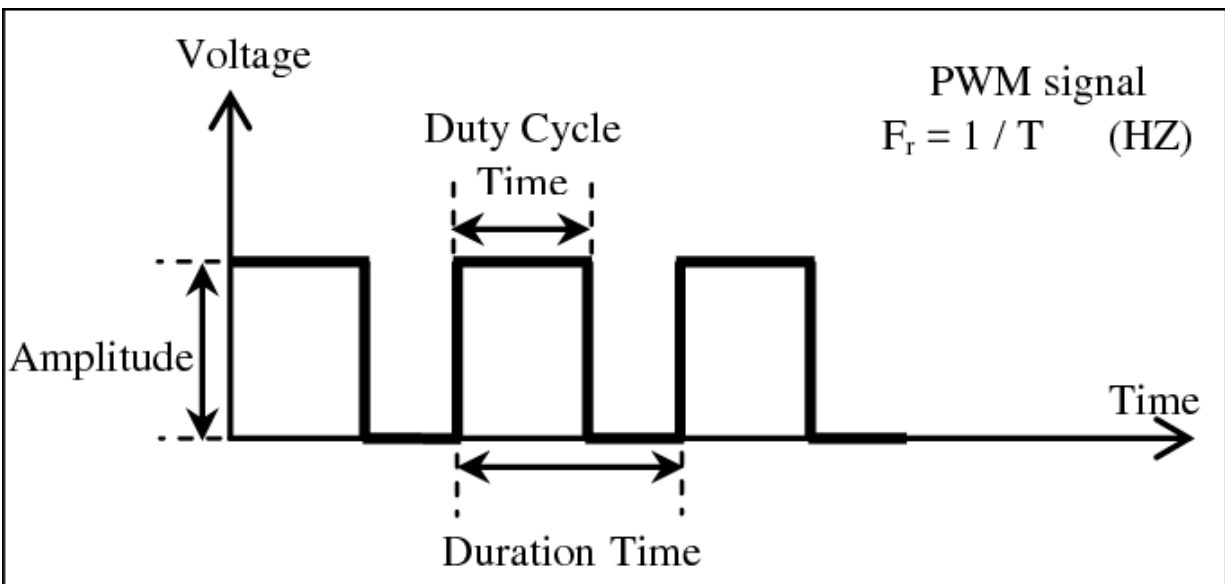 Voltage
PWM signal
Fᵣ = 1 / T (HZ)
Duty Cycle
Time
Amplitude
Time
Duration Time